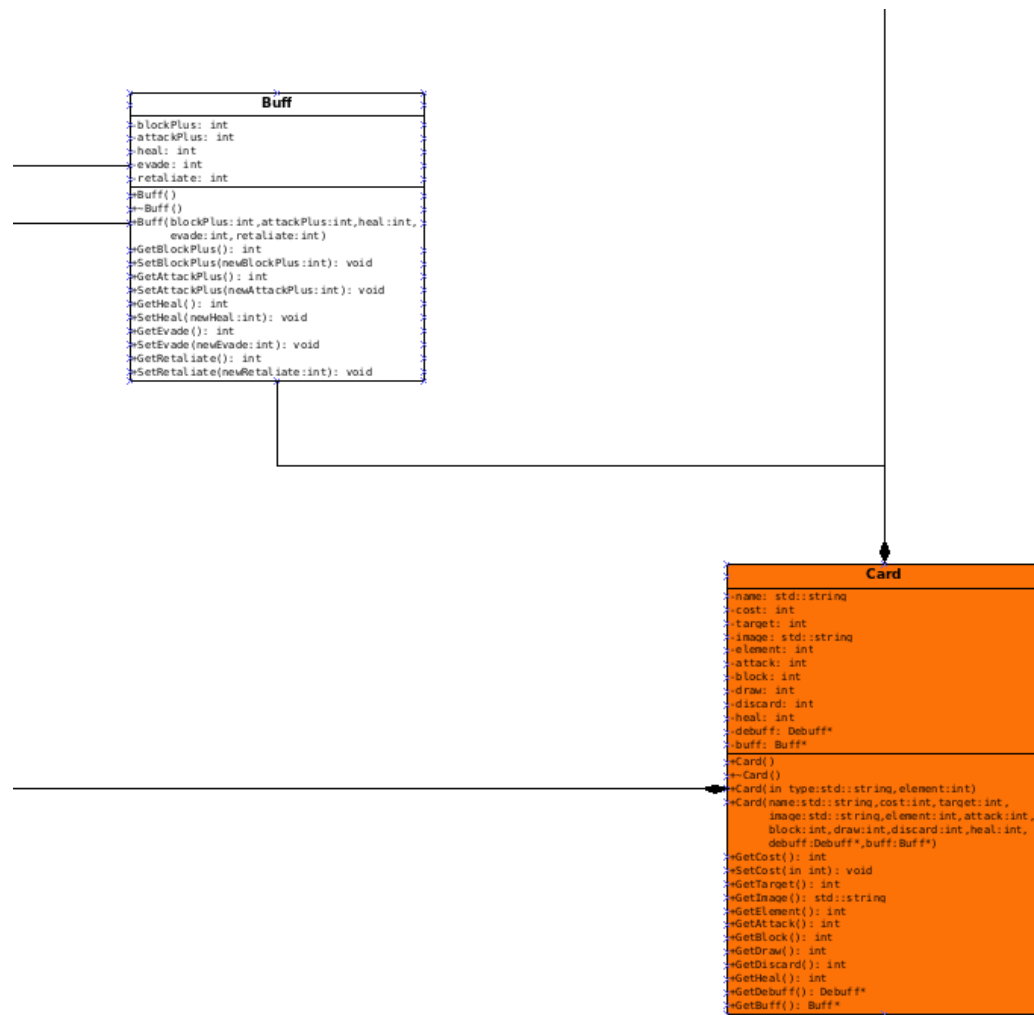 Buff
-blockPlus: int
-attackPlus: int
-heal: int
-evade: int
-retaliate: int
+Buff()
+~Buff()
+Buff(blockPlus:int,attackPlus:int,heal:int,
evade:int,retaliate:int)
+GetBlockPlus(): int
+SetBlockPlus(newBlockPlus:int): void
+GetAttackPlus(): int
+SetAttackPlus(newAttackPlus:int): void
+GetHeal(): int
+SetHeal(newHeal:int): void
+GetEvade(): int
+SetEvade(newEvade:int): void
+GetRetaliate(): int
+SetRetaliate(newRetaliate:int): void
Card
-name: std::string
-cost: int
-target: int
-image: std::string
-element: int
-attack: int
-block: int
-draw: int
-discard: int
-heal: int
-debuff: Debuff*
-buff: Buff*
+Card()
+~Card()
+Card(in type:std::string,element:int)
+Card(name:std::string,cost:int,target:int,
image:std::string,element:int,attack:int,
block:int,draw:int,discard:int,heal:int,
debuff:Debuff*,buff:Buff*)
+GetCost(): int
+SetCost(in int): void
+GetTarget(): int
+GetImage(): std::string
+GetElement(): int
+GetAttack(): int
+GetBlock(): int
+GetDraw(): int
+GetDiscard(): int
+GetHeal(): int
+GetDebuff(): Debuff*
+GetBuff(): Buff*